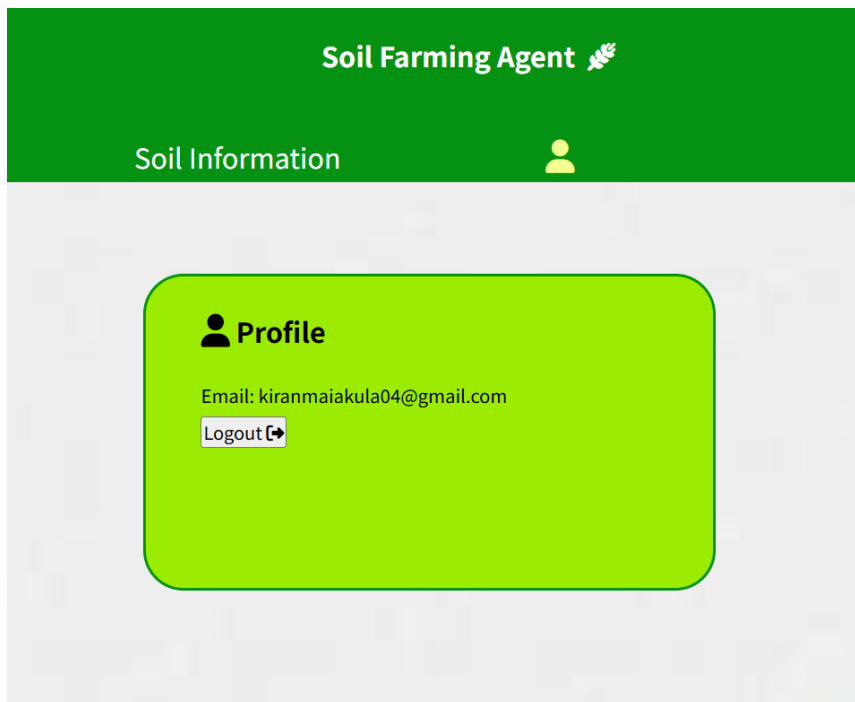 Soil Farming Agent
Soil Information
Profile
Email: kiranmaiakula04@gmail.com
Logout